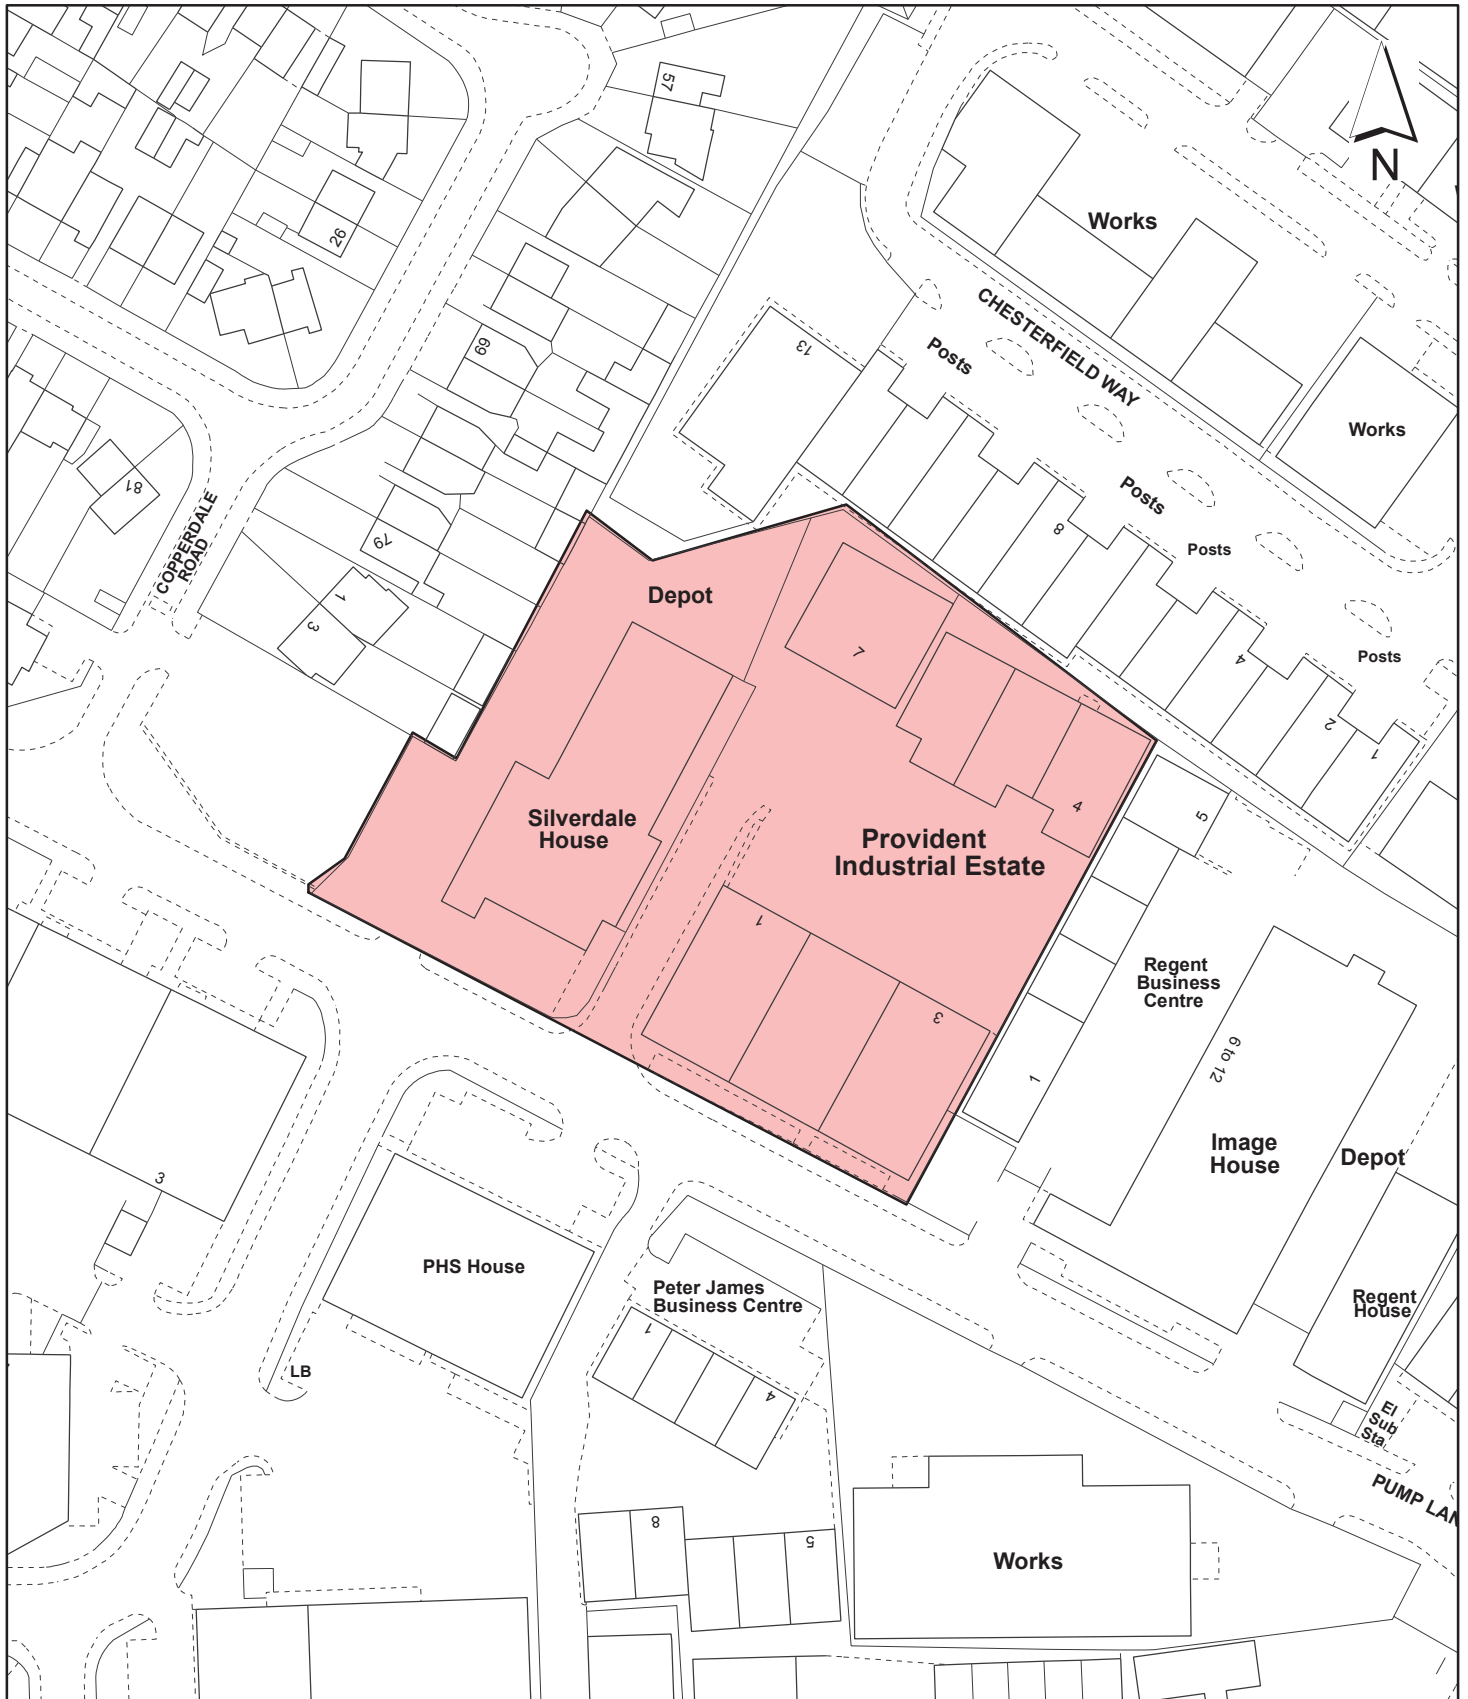 57
N
26
Works
CHESTERFIELD WAY
13
Posts
69
Works
81
Posts
8
COPPERDALE
ROAD
79
Posts
Depot
1
3
7
4
Posts
2
1
4
5
Silverdale
House
Provident
Industrial Estate
1
Regent
Business
Centre
3
6 to 12
1
Image
House
Depot
3
PHS House
Peter James
Business Centre
Regent
House
1
LB
4
El
Sub
Sta
PUMP LAN
8
5
Works